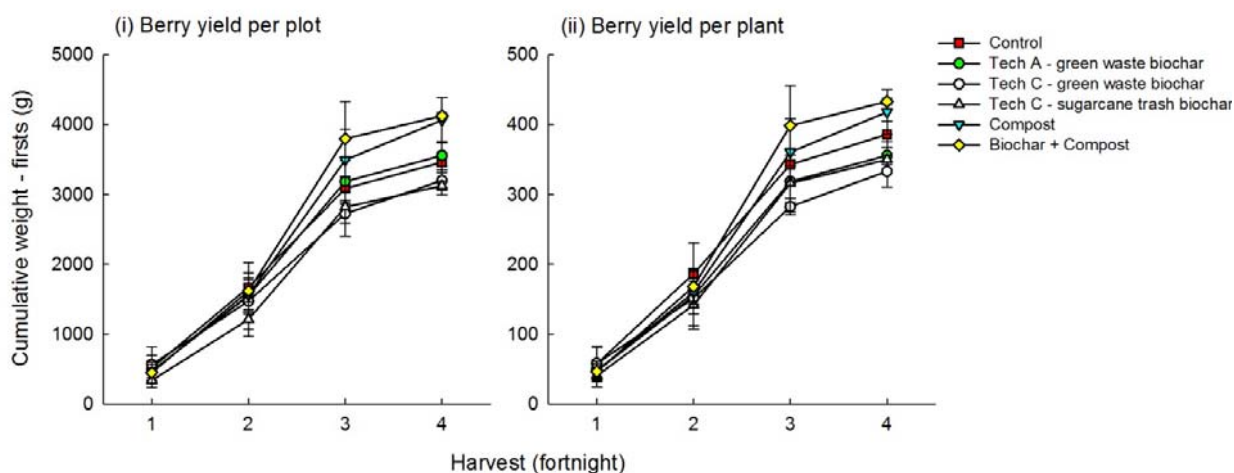 (i) Berry yield per plot
(ii) Berry yield per plant
Cumulative weight - firsts (g)
5000
4000
3000
2000
1000
0
1 2 3 4
500
400
300
200
100
0
1 2 3 4
Harvest (fortnight)
Control
Tech A - green waste biochar
Tech C - green waste biochar
Tech C - sugarcane trash biochar
Compost
Biochar + Compost